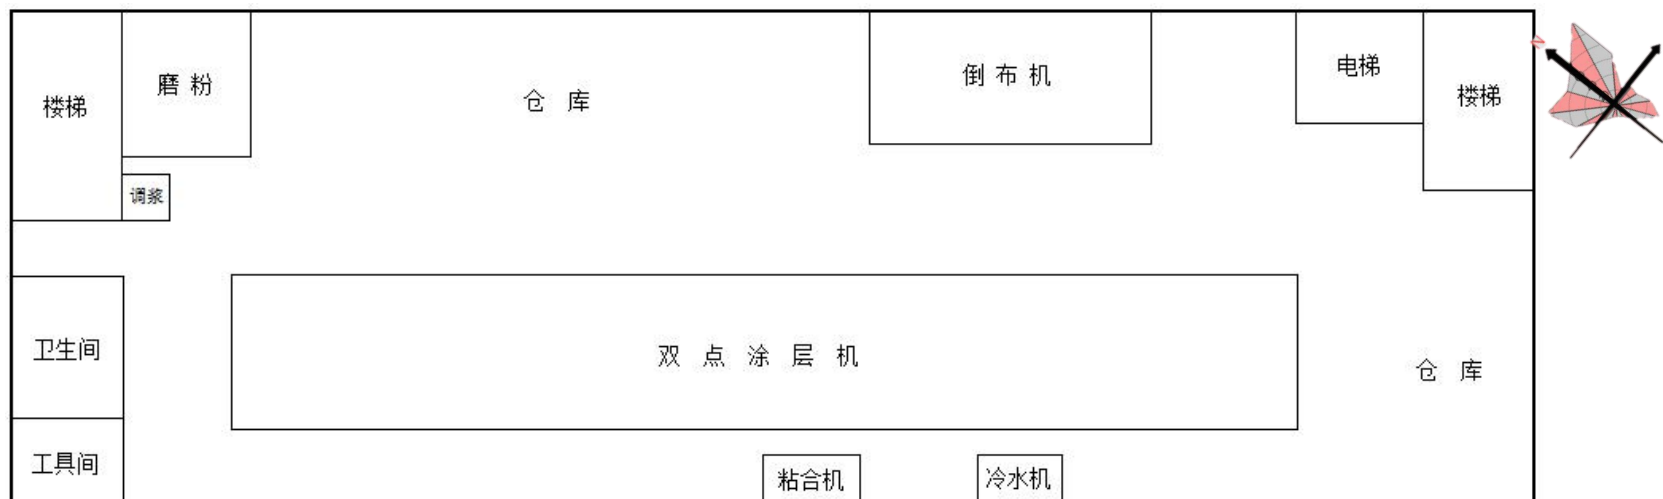 楼梯
磨 粉
仓 库
倒 布 机
电梯
楼梯
N
调浆
卫生间
双 点 涂 层 机
仓 库
工具间
粘合机
冷水机